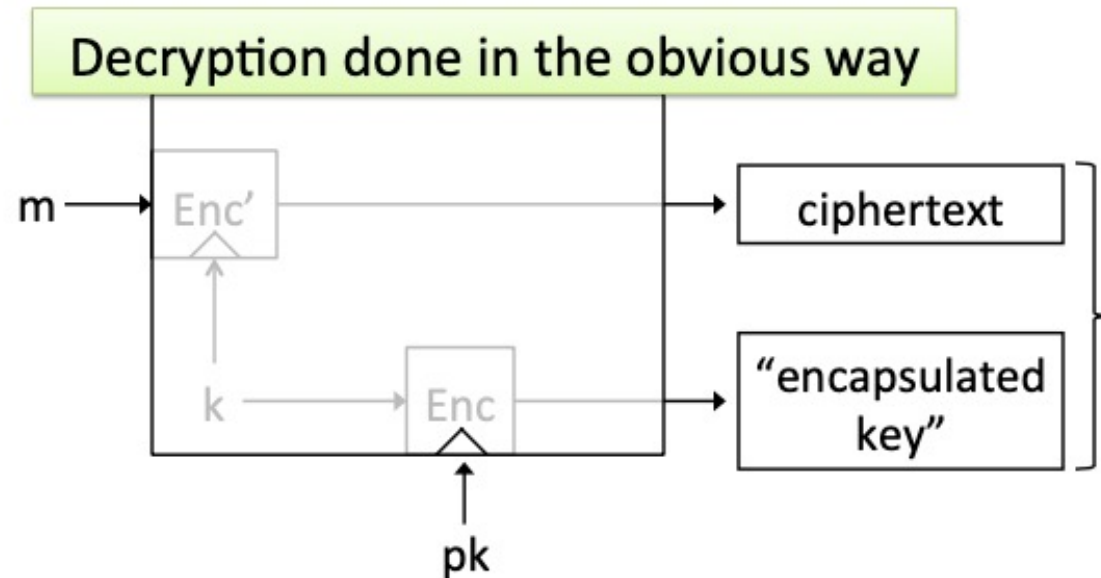 Decryption done in the obvious way
m
Enc’
ciphertext
k
Enc
“encapsulated
key”
pk